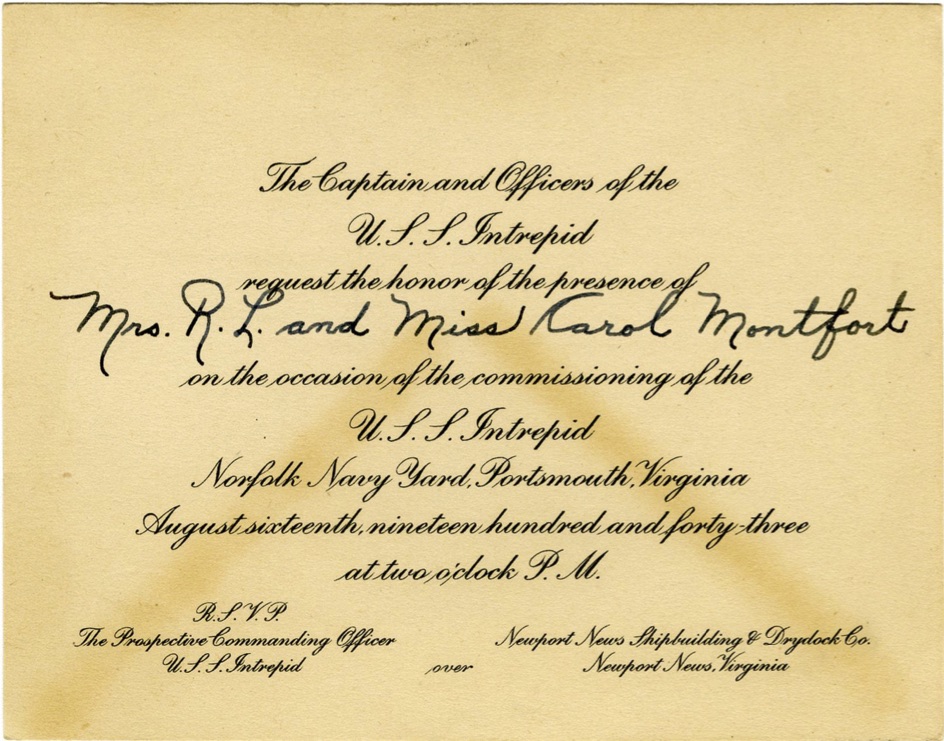 The Captain and Officers of the
U.S.S. Intrepid
request the honor of the presence of
Mrs. R.L. and Miss Carol Montfort
on the occasion of the commissioning of the
U.S.S. Intrepid
Norfolk Navy Yard, Portsmouth, Virginia
August sixteenth, nineteen hundred and forty-three
at two o'clock P.M.
R.S.V.P.
The Prospective Commanding Officer
U.S.S. Intrepid
over
Newport News Shipbuilding & Drydock Co.
Newport News, Virginia